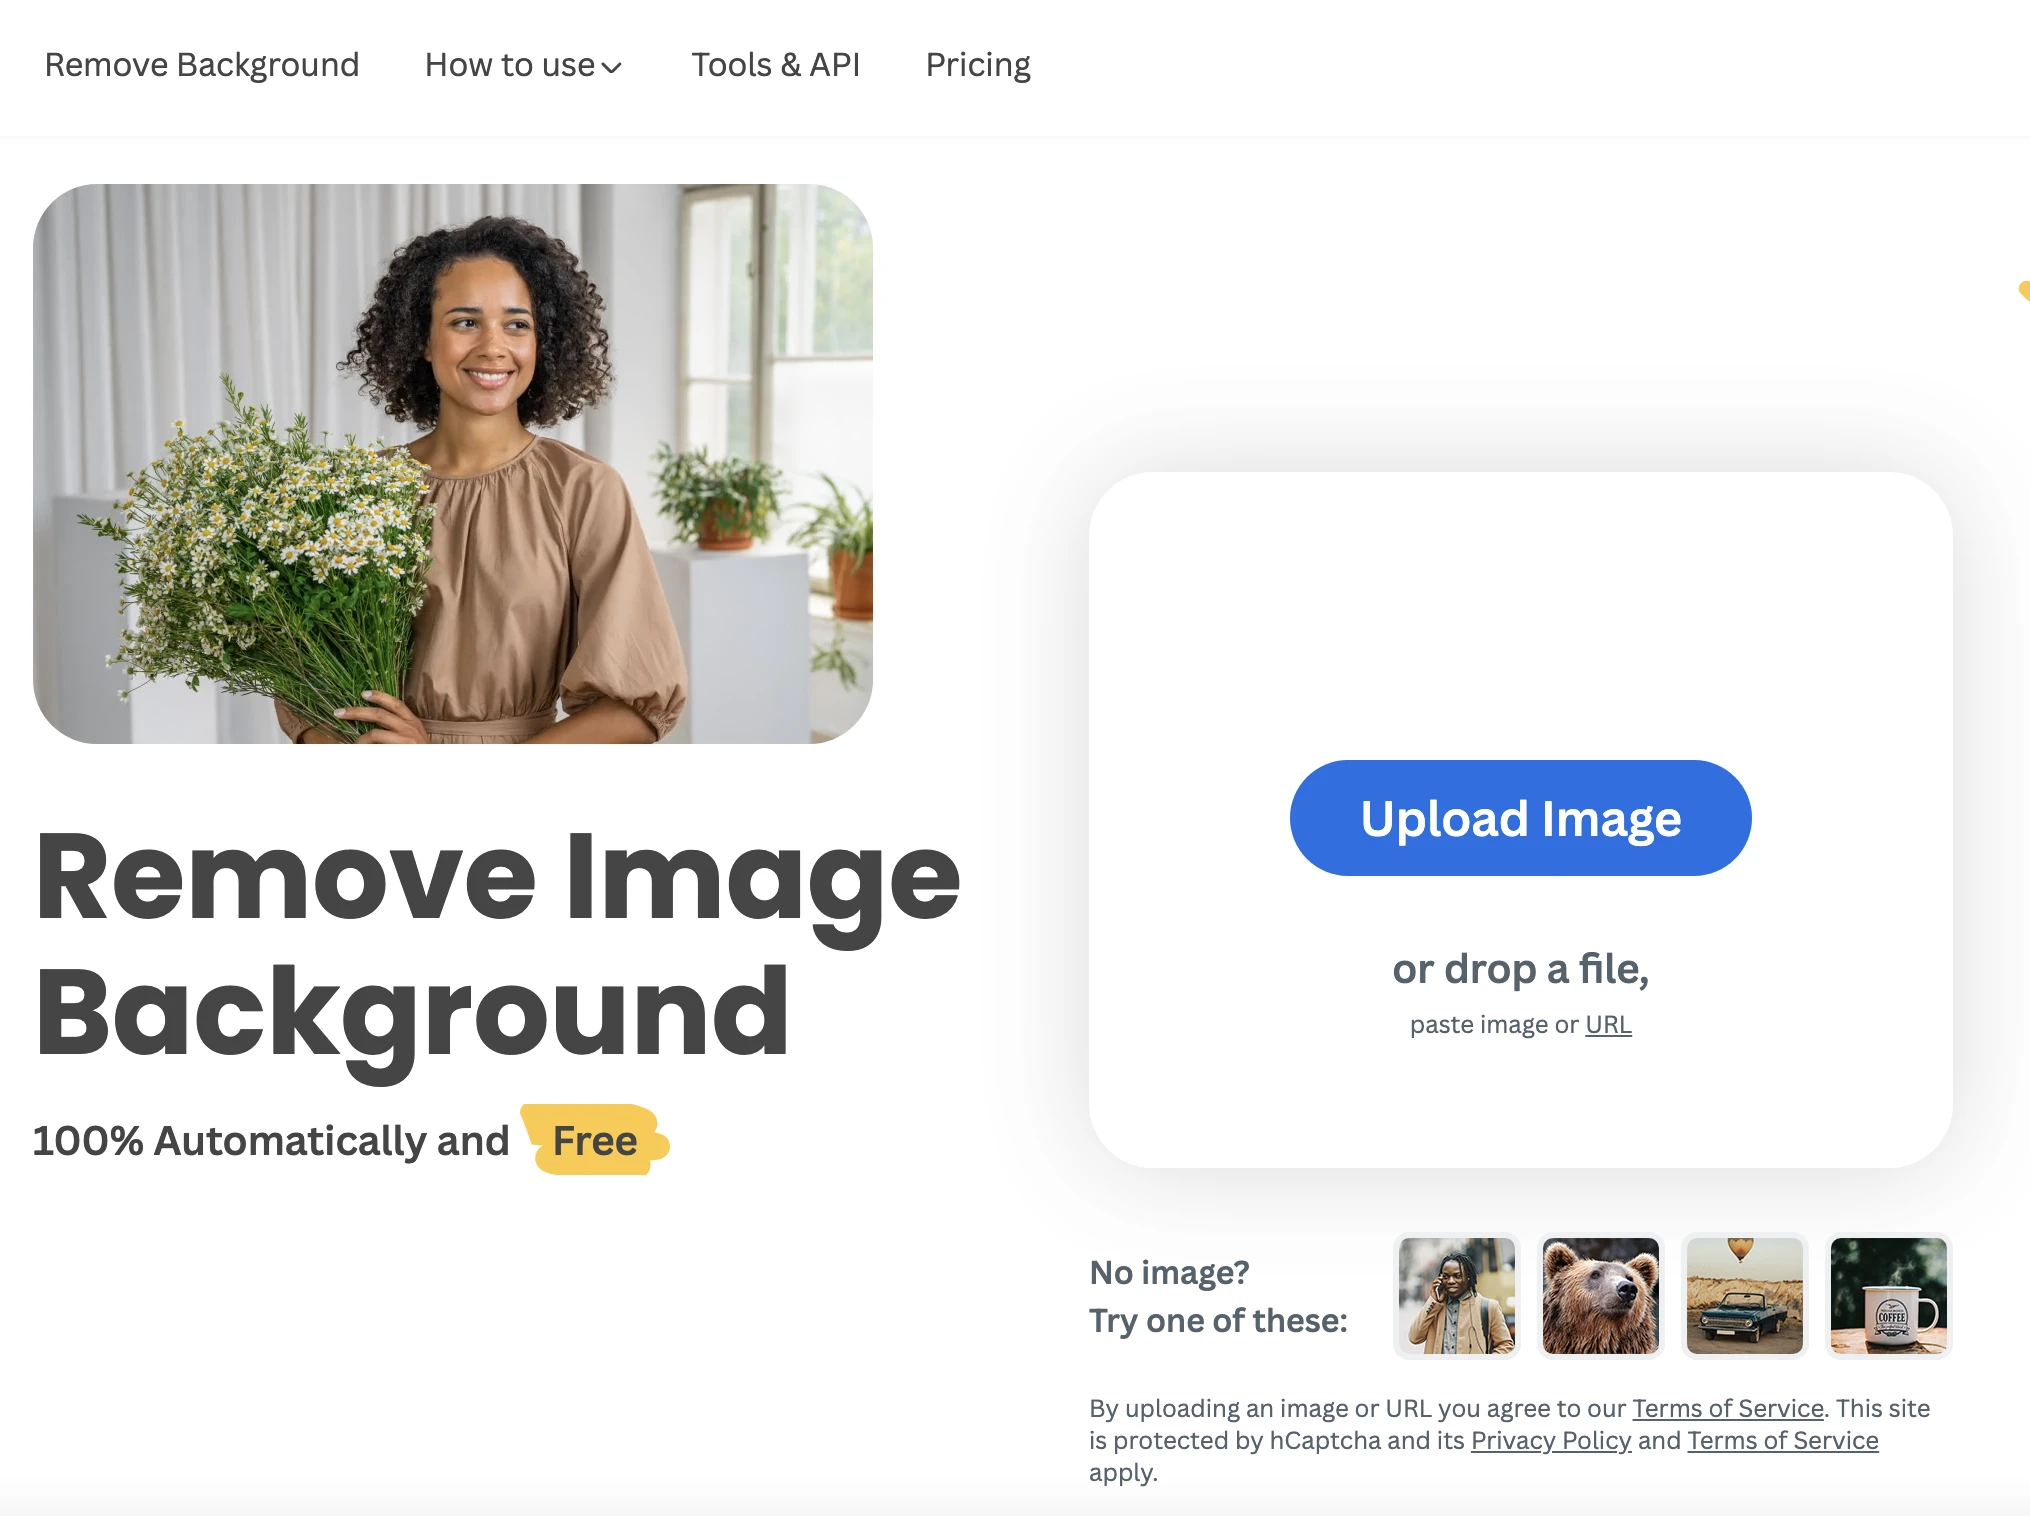 Remove Background
How to use
Tools & API
Pricing
Remove Image
Background
100% Automatically and Free
Upload Image
or drop a file,
paste image or URL
No image?
Try one of these:
COFFEE
By uploading an image or URL you agree to our Terms of Service. This site
is protected by hCaptcha and its Privacy Policy and Terms of Service
apply.